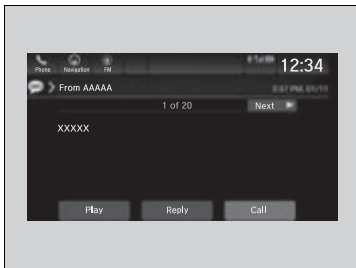 Phone Navigation FM 12:34
From AAAAA
1 of 20 Next
XXXXX
Play Reply Call